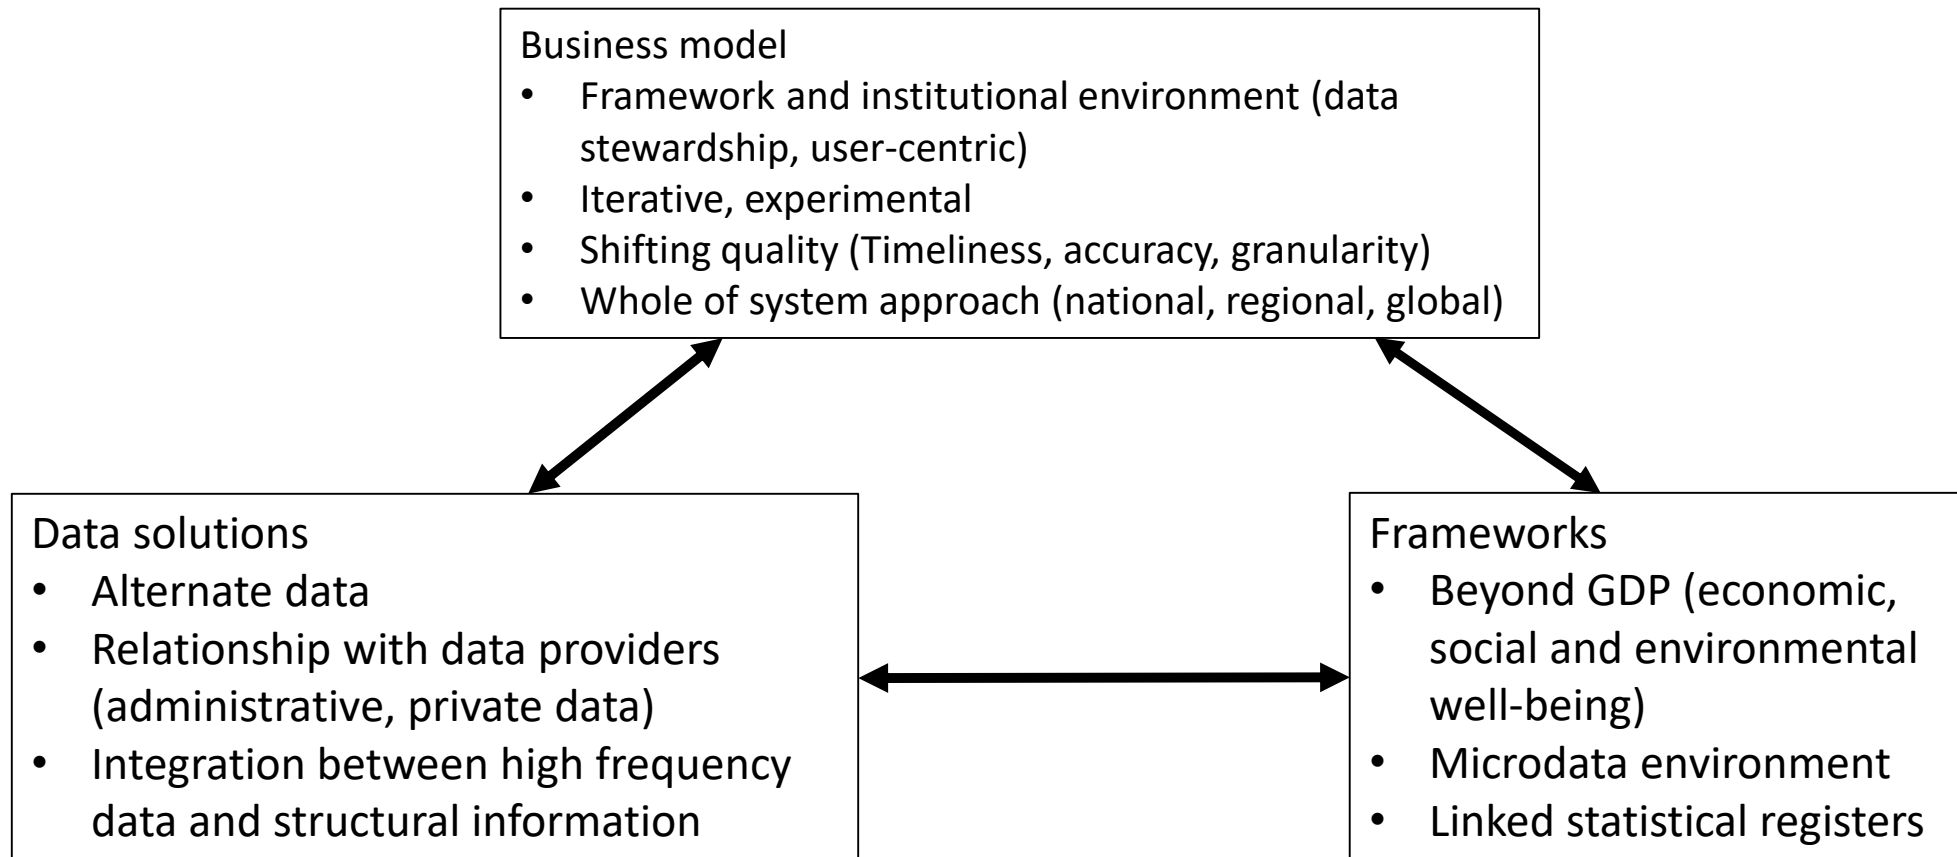 Business model
• Framework and institutional environment (data
stewardship, user-centric)
• Iterative, experimental
• Shifting quality (Timeliness, accuracy, granularity)
• Whole of system approach (national, regional, global)
Data solutions
• Alternate data
• Relationship with data providers
(administrative, private data)
• Integration between high frequency
data and structural information
Frameworks
• Beyond GDP (economic,
social and environmental
well-being)
• Microdata environment
• Linked statistical registers